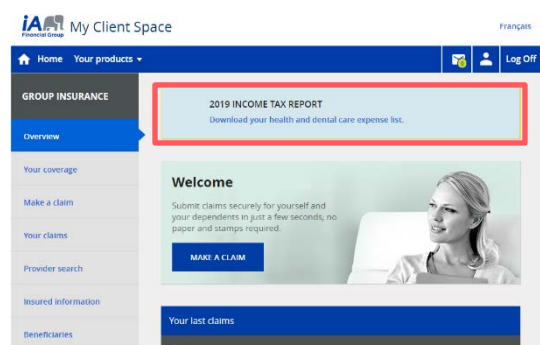 iA
Financial Group
My Client Space
Français
Home Your products
Log Off
GROUP INSURANCE
Overview
Your coverage
Make a claim
Your claims
Provider search
Insured information
Beneficiaries
2019 INCOME TAX REPORT
Download your health and dental care expense list.
Welcome
Submit claims securely for yourself and
your dependents in just a few seconds, no
paper and stamps required.
MAKE A CLAIM
Your last claims